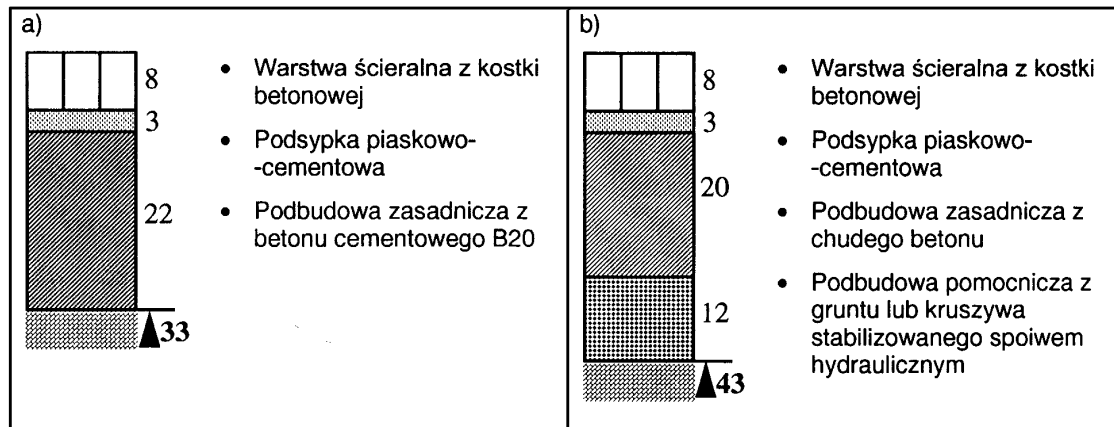 a)
8
3
22
33
• Warstwa ścieralna z kostki
betonowej
• Podsypka piaskowo-
-cementowa
• Podbudowa zasadnicza z
betonu cementowego B20
b)
8
3
20
12
43
• Warstwa ścieralna z kostki
betonowej
• Podsypka piaskowo-
-cementowa
• Podbudowa zasadnicza z
chudego betonu
• Podbudowa pomocnicza z
gruntu lub kruszywa
stabilizowanego spoiwem
hydraulicznym